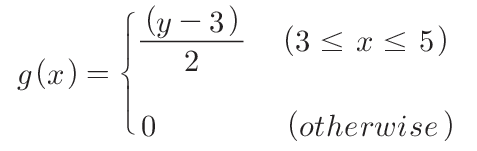 g(x) = { (y − 3) / 2 (3 ≤ x ≤ 5)
0 (otherwise)